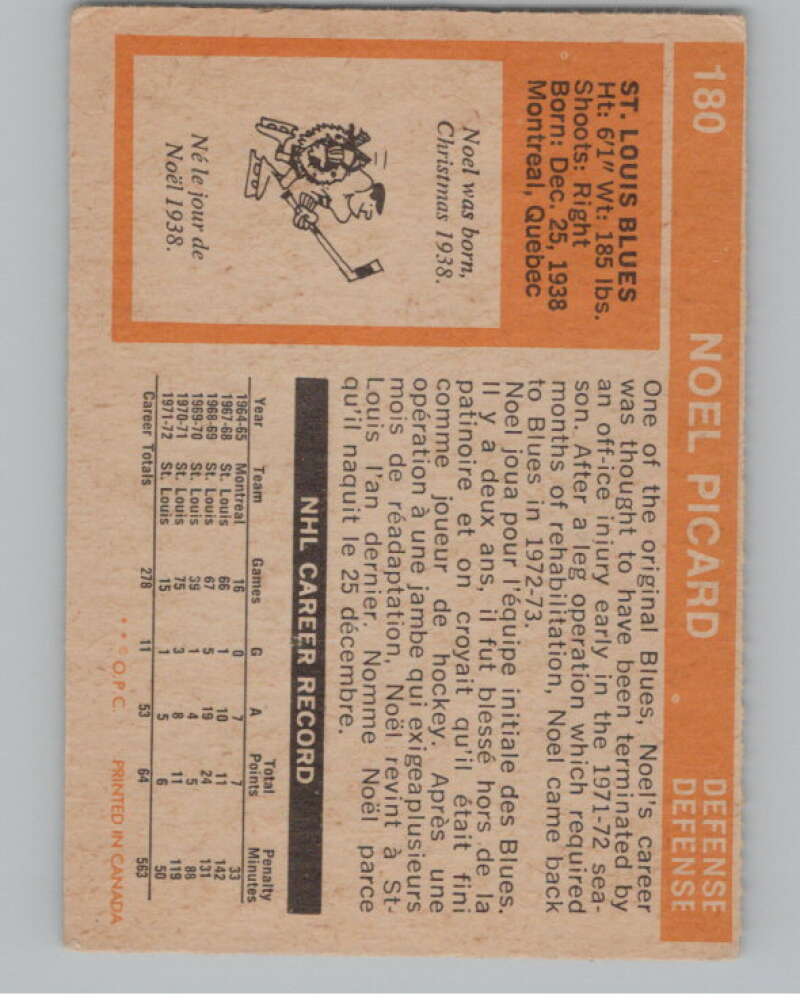 180
NOEL PICARD
DEFENSE
DEFENSE
ST. LOUIS BLUES
Ht: 6'1" Wt: 185 lbs.
Shoots: Right
Born: Dec. 25, 1938
Montreal, Quebec
Noel was born,
Christmas 1938.
Né le jour de
Noël 1938.
One of the original Blues, Noel's career
was thought to have been terminated by
an off-ice injury early in the 1971-72 sea-
son. After a leg operation which required
months of rehabilitation, Noel came back
to Blues in 1972-73.
Noel joua pour l'équipe initiale des Blues.
Il y a deux ans, il fut blessé hors de la
patinoire et on croyait qu'il était fini
comme joueur de hockey. Après une
opération à une jambe qui exigeaplusieurs
mois de réadaptation, Noël revint à St-
Louis l'an dernier. Nomme Noël parce
qu'il naquit le 25 décembre.
NHL CAREER RECORD
Year Team Games G A Total Points Penalty Minutes
1964-65 Montreal 16 0 7 7 33
1967-68 St. Louis 66 1 10 11 142
1968-69 St. Louis 67 5 19 24 131
1969-70 St. Louis 39 1 4 5 88
1970-71 St. Louis 75 3 8 11 119
1971-72 St. Louis 15 1 5 6 50
Career Totals 278 11 53 64 563
* * © O.P.C. PRINTED IN CANADA